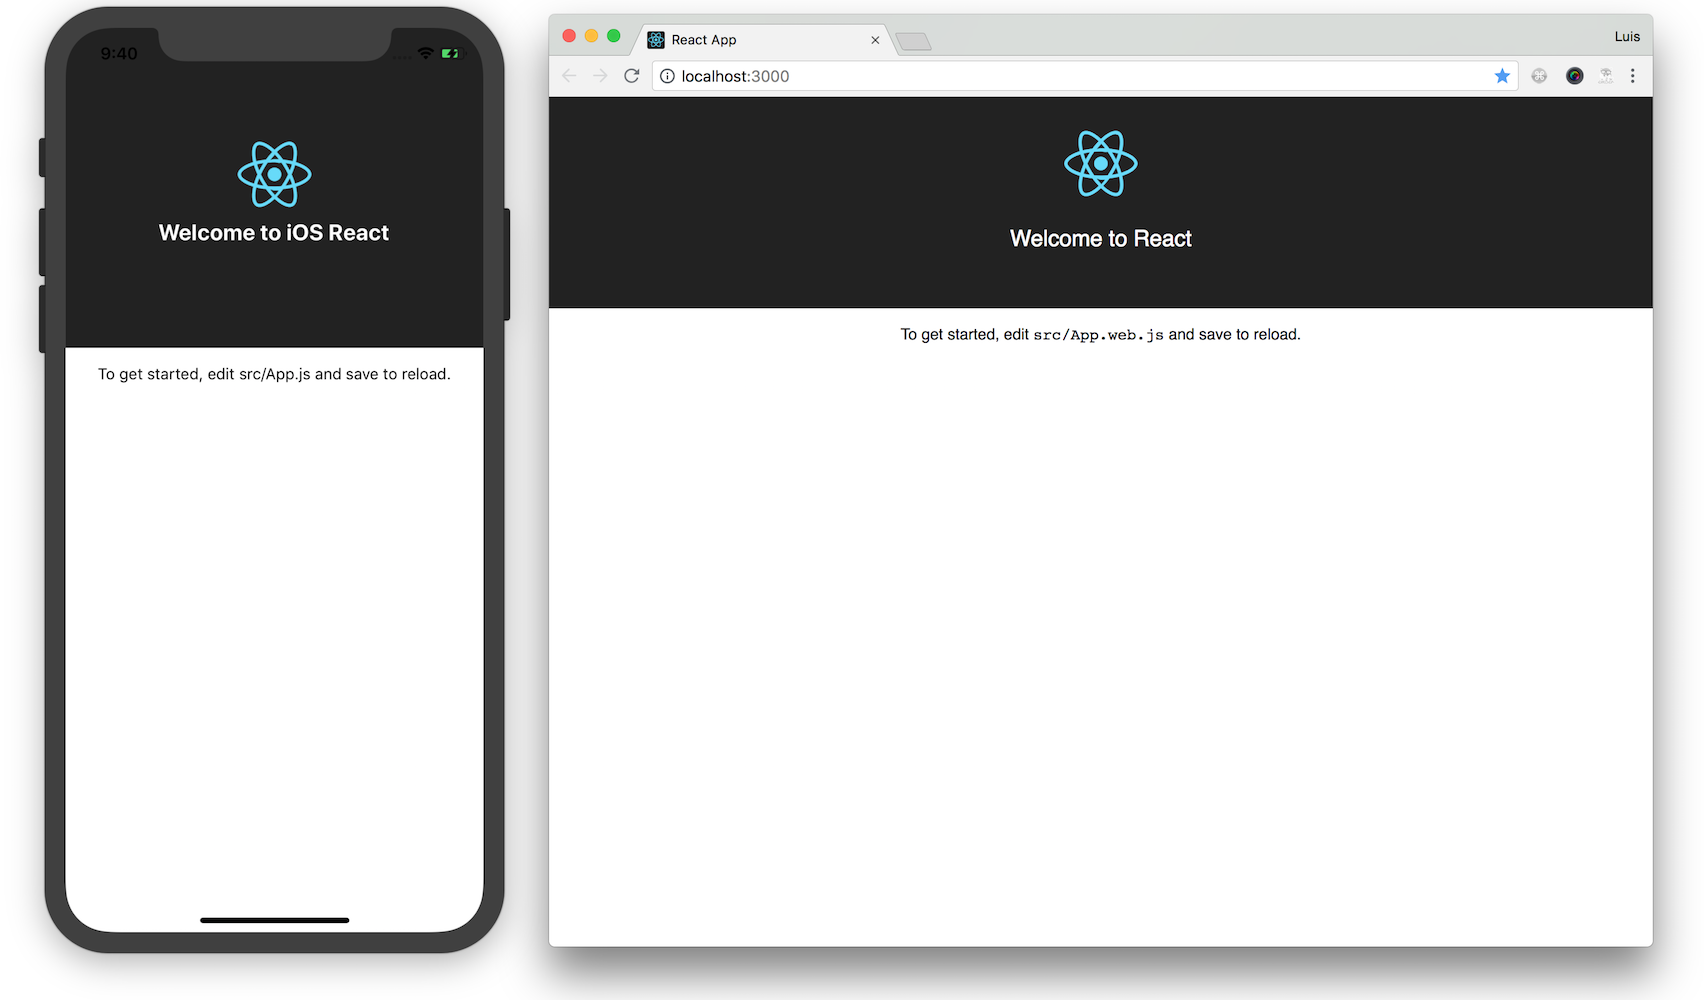 9:40
Welcome to iOS React
To get started, edit src/App.js and save to reload.
React App
Luis
localhost:3000
Welcome to React
To get started, edit src/App.web.js and save to reload.